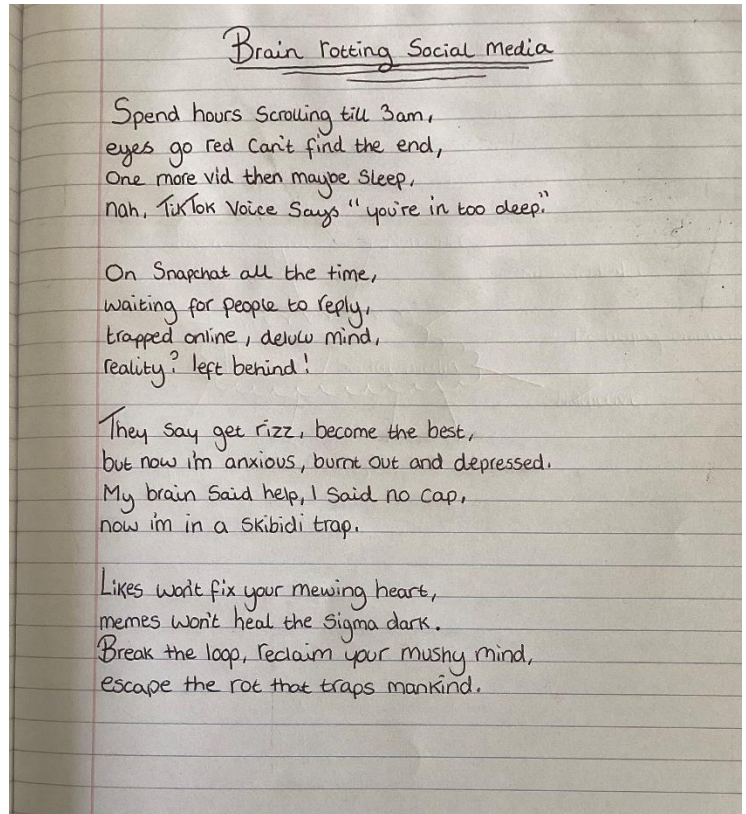 Brain rotting Social media
Spend hours Scrolling till 3am,
eyes go red Can't find the end,
One more vid then maybe Sleep,
nah, TikTok Voice Says "you're in too deep."
On Snapchat all the time,
waiting for people to reply,
trapped online, delulu mind,
reality? left behind!
They say get rizz, become the best,
but now i'm anxious, burnt out and depressed.
My brain Said help, I Said no cap,
now i'm in a Skibidi trap.
Likes won't fix your mewing heart,
memes won't heal the Sigma dark.
Break the loop, reclaim your mushy mind,
escape the rot that traps mankind.